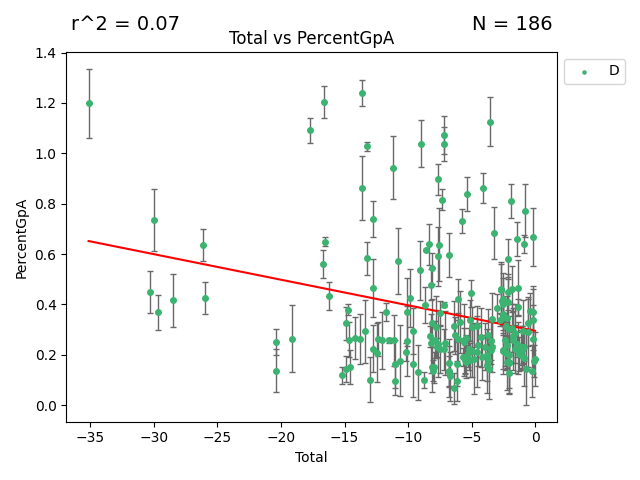 r^2 = 0.07
N = 186
Total vs PercentGpA
D
PercentGpA
1.4
1.2
1.0
0.8
0.6
0.4
0.2
0.0
−35 −30 −25 −20 −15 −10 −5 0
Total